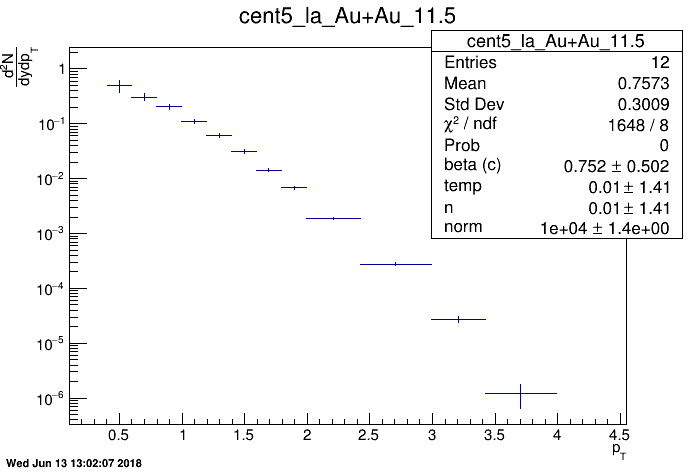 cent5_la_Au+Au_11.5
d²N
dydp_T
cent5_la_Au+Au_11.5
Entries 12
Mean 0.7573
Std Dev 0.3009
χ² / ndf 1648 / 8
Prob 0
beta (c) 0.752 ± 0.502
temp 0.01 ± 1.41
n 0.01 ± 1.41
norm 1e+04 ± 1.4e+00
1
10⁻¹
10⁻²
10⁻³
10⁻⁴
10⁻⁵
10⁻⁶
0.5 1 1.5 2 2.5 3 3.5 4 4.5
p_T
Wed Jun 13 13:02:07 2018